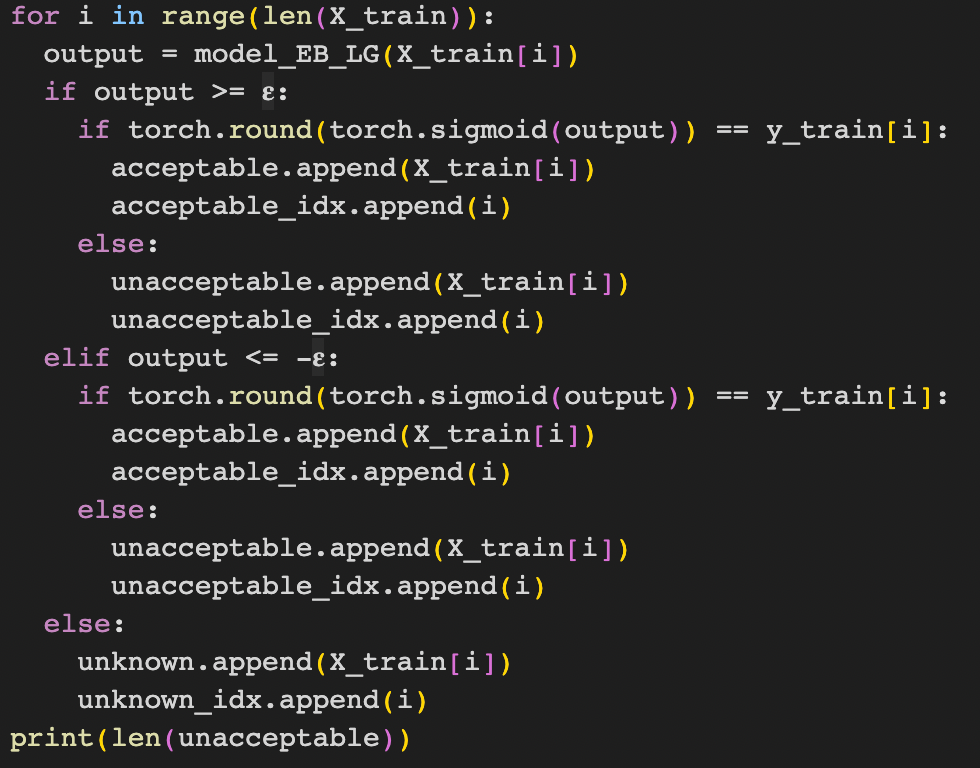 for i in range(len(X_train)):
  output = model_EB_LG(X_train[i])
  if output >= ε:
    if torch.round(torch.sigmoid(output)) == y_train[i]:
      acceptable.append(X_train[i])
      acceptable_idx.append(i)
    else:
      unacceptable.append(X_train[i])
      unacceptable_idx.append(i)
  elif output <= -ε:
    if torch.round(torch.sigmoid(output)) == y_train[i]:
      acceptable.append(X_train[i])
      acceptable_idx.append(i)
    else:
      unacceptable.append(X_train[i])
      unacceptable_idx.append(i)
  else:
    unknown.append(X_train[i])
    unknown_idx.append(i)
print(len(unacceptable))